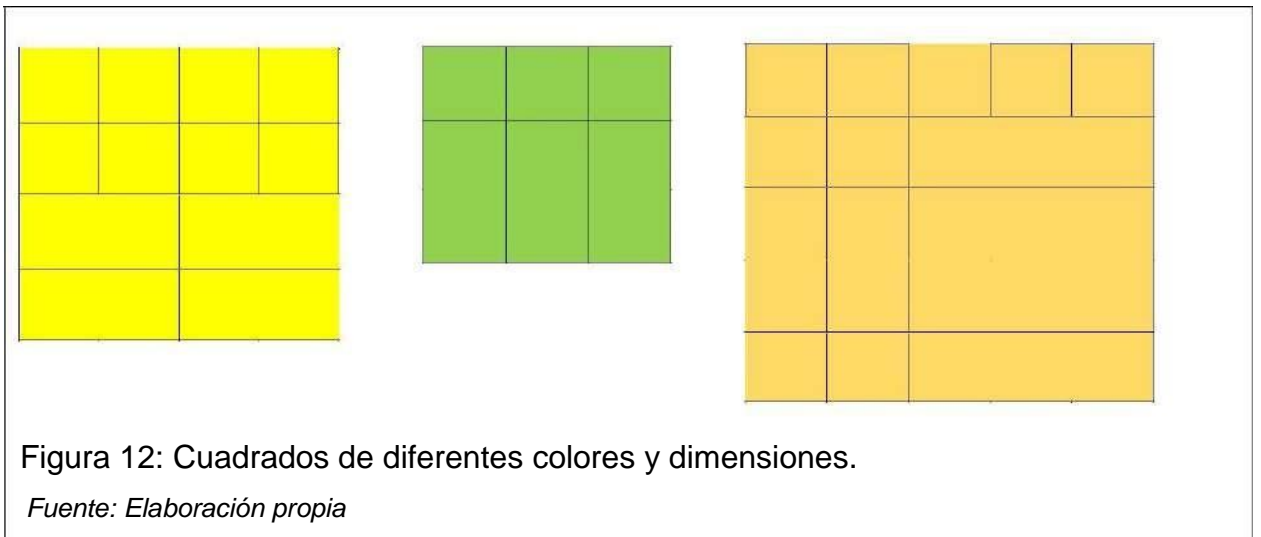 Figura 12: Cuadrados de diferentes colores y dimensiones.
Fuente: Elaboración propia